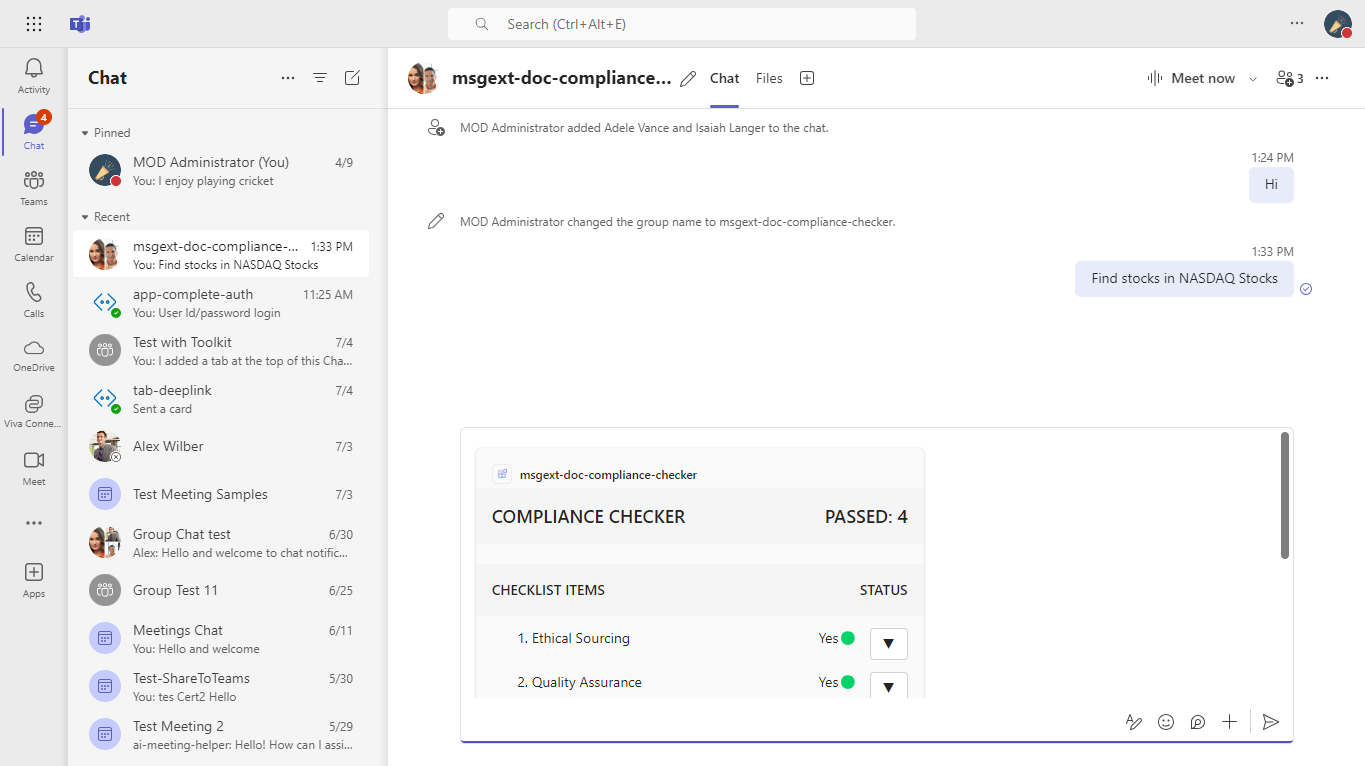 Search (Ctrl+Alt+E)
Activity
4
Chat
Teams
Calendar
Calls
OneDrive
Viva Conne...
Meet
Apps
Chat
Pinned
MOD Administrator (You) 4/9
You: I enjoy playing cricket
Recent
msgext-doc-compliance-... 1:33 PM
You: Find stocks in NASDAQ Stocks
app-complete-auth 11:25 AM
You: User Id/password login
Test with Toolkit 7/4
You: I added a tab at the top of this Cha...
tab-deeplink 7/4
Sent a card
Alex Wilber 7/3
Test Meeting Samples 7/3
Group Chat test 6/30
Alex: Hello and welcome to chat notific...
Group Test 11 6/25
Meetings Chat 6/11
You: Hello and welcome
Test-ShareToTeams 5/30
You: tes Cert2 Hello
Test Meeting 2 5/29
ai-meeting-helper: Hello! How can I assi...
msgext-doc-compliance... Chat Files Meet now 3
MOD Administrator added Adele Vance and Isaiah Langer to the chat.
1:24 PM
Hi
MOD Administrator changed the group name to msgext-doc-compliance-checker.
1:33 PM
Find stocks in NASDAQ Stocks
msgext-doc-compliance-checker
COMPLIANCE CHECKER PASSED: 4
CHECKLIST ITEMS STATUS
1. Ethical Sourcing Yes
2. Quality Assurance Yes